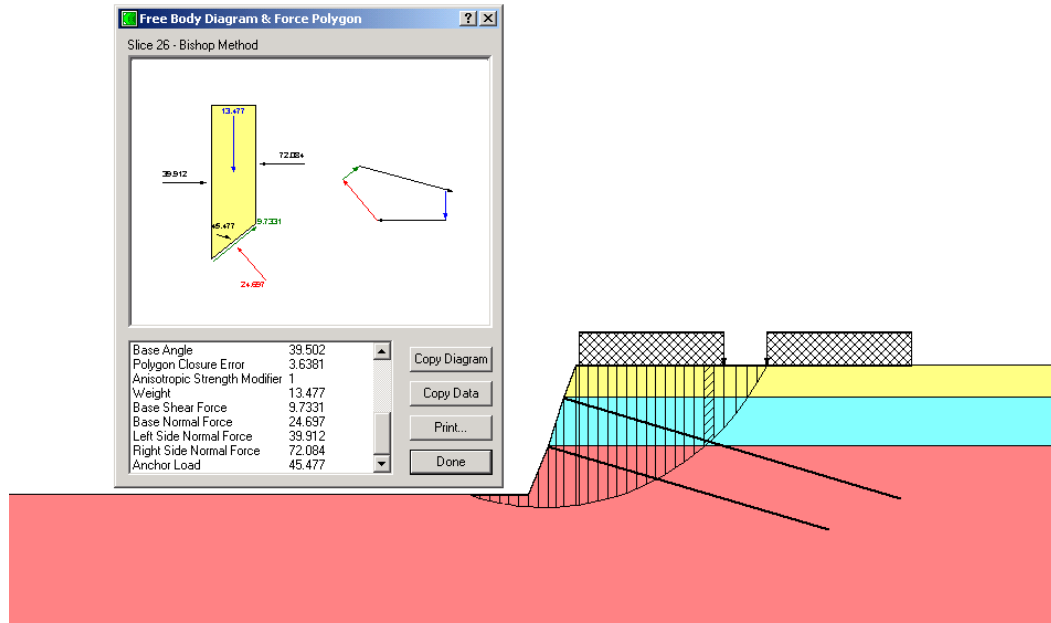 Free Body Diagram & Force Polygon
Slice 26 - Bishop Method
13.477
72.084
39.912
45.477
9.7331
24.697
Base Angle 39.502
Polygon Closure Error 3.6381
Anisotropic Strength Modifier 1
Weight 13.477
Base Shear Force 9.7331
Base Normal Force 24.697
Left Side Normal Force 39.912
Right Side Normal Force 72.084
Anchor Load 45.477
Copy Diagram
Copy Data
Print...
Done